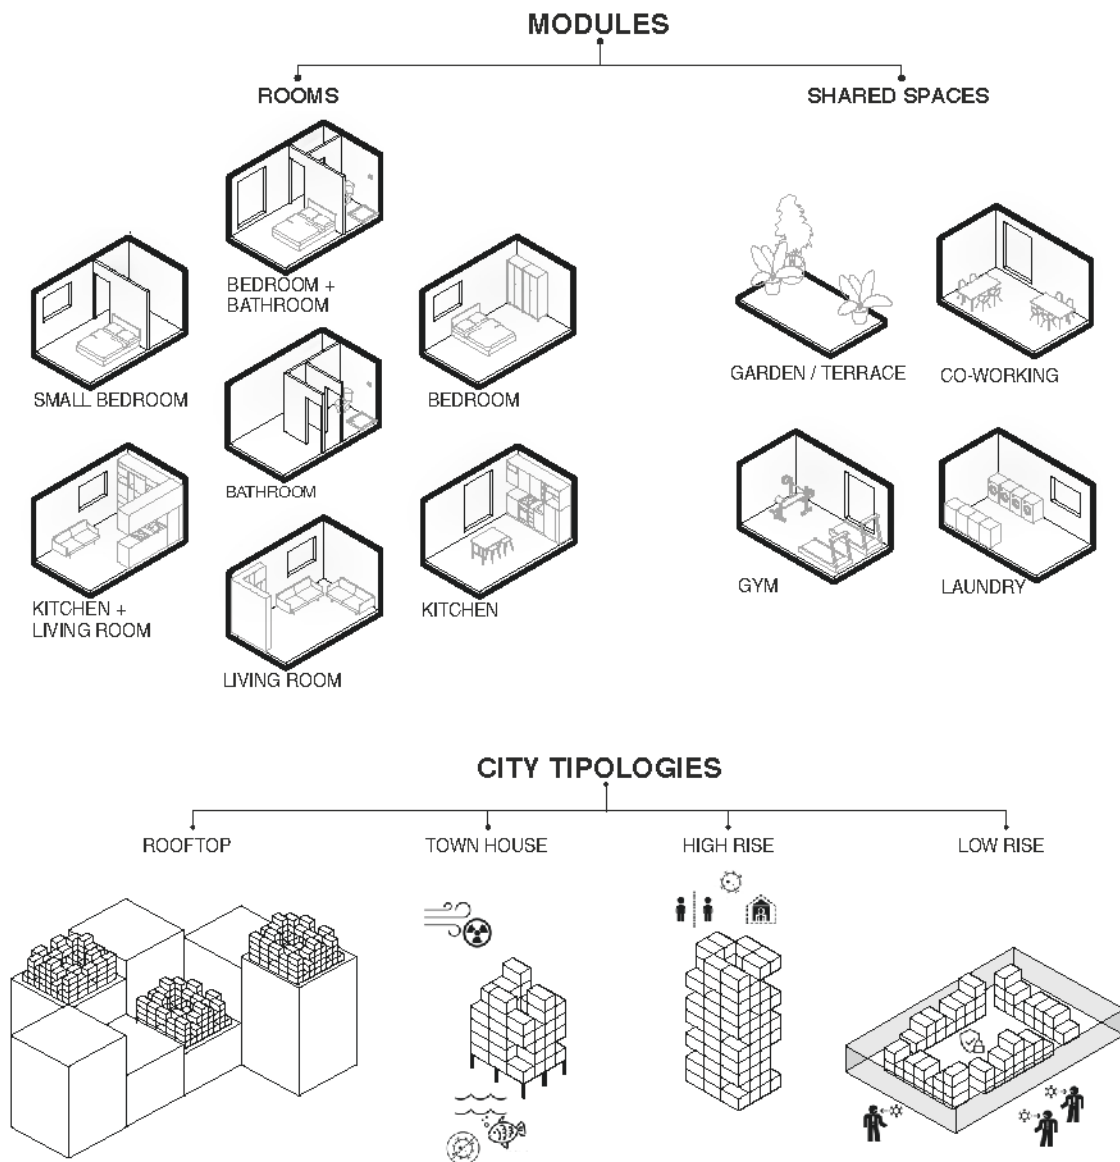 MODULES
ROOMS
SHARED SPACES
BEDROOM +
BATHROOM
SMALL BEDROOM
BEDROOM
BATHROOM
KITCHEN +
LIVING ROOM
LIVING ROOM
KITCHEN
GARDEN / TERRACE
CO-WORKING
GYM
LAUNDRY
CITY TIPOLOGIES
ROOFTOP
TOWN HOUSE
HIGH RISE
LOW RISE